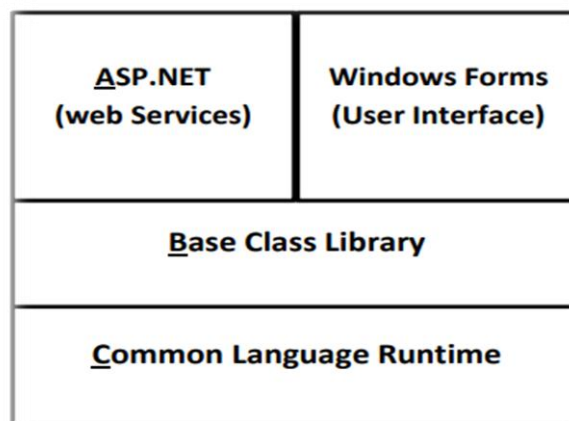 ASP.NET
(web Services)
Windows Forms
(User Interface)
Base Class Library
Common Language Runtime